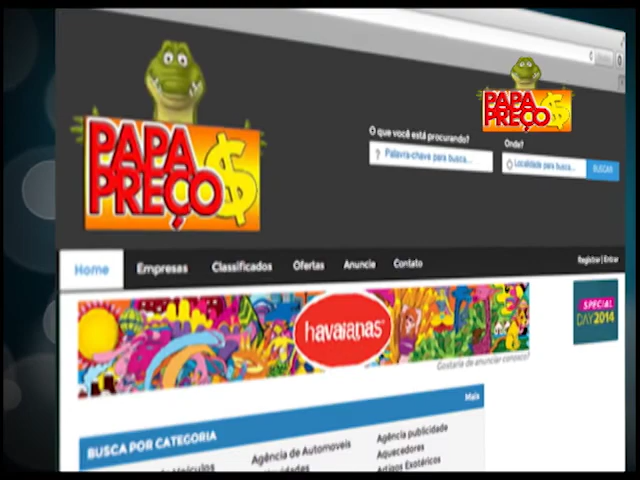 PAPA
PREÇO$
PAPA
PREÇO$
O que você está procurando?
Palavra-chave para busca...
Onde?
Localidade para busca...
BUSCAR
Home
Empresas
Classificados
Ofertas
Anuncie
Contato
Registrar | Entrar
havaianas
SPECIAL
DAY2014
Gostaria de anunciar conosco?
BUSCA POR CATEGORIA
Mais
Agência de Automoveis
Agência publicidade
Aquecedores
Artigos Exotéricos